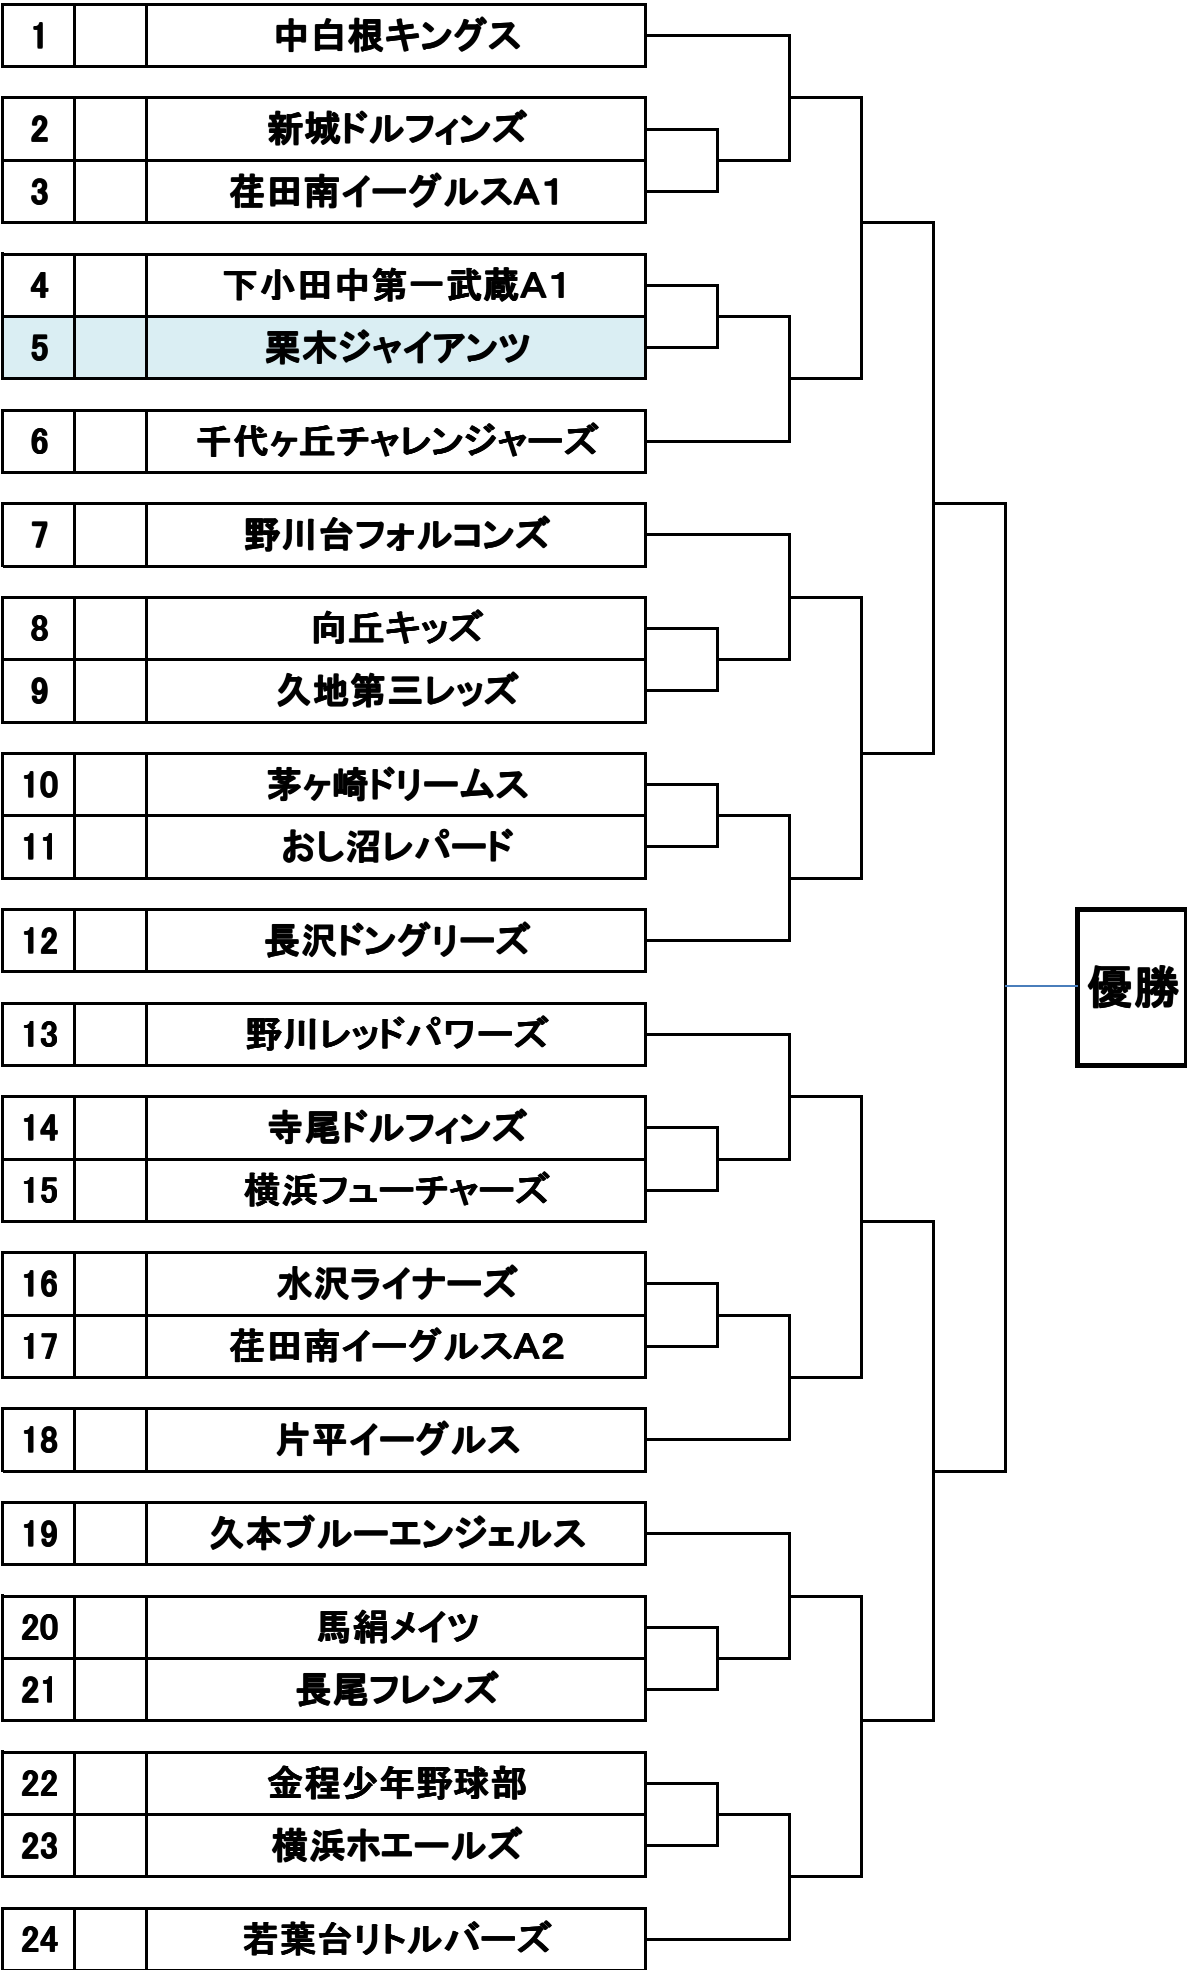 1 中白根キングス
2 新城ドルフィンズ
3 荏田南イーグルスA1
4 下小田中第一武蔵A1
5 栗木ジャイアンツ
6 千代ヶ丘チャレンジャーズ
7 野川台フォルコンズ
8 向丘キッズ
9 久地第三レッズ
10 茅ヶ崎ドリームス
11 おし沼レパード
12 長沢ドングリーズ
優勝
13 野川レッドパワーズ
14 寺尾ドルフィンズ
15 横浜フューチャーズ
16 水沢ライナーズ
17 荏田南イーグルスA2
18 片平イーグルス
19 久本ブルーエンジェルス
20 馬絹メイツ
21 長尾フレンズ
22 金程少年野球部
23 横浜ホエールズ
24 若葉台リトルバーズ